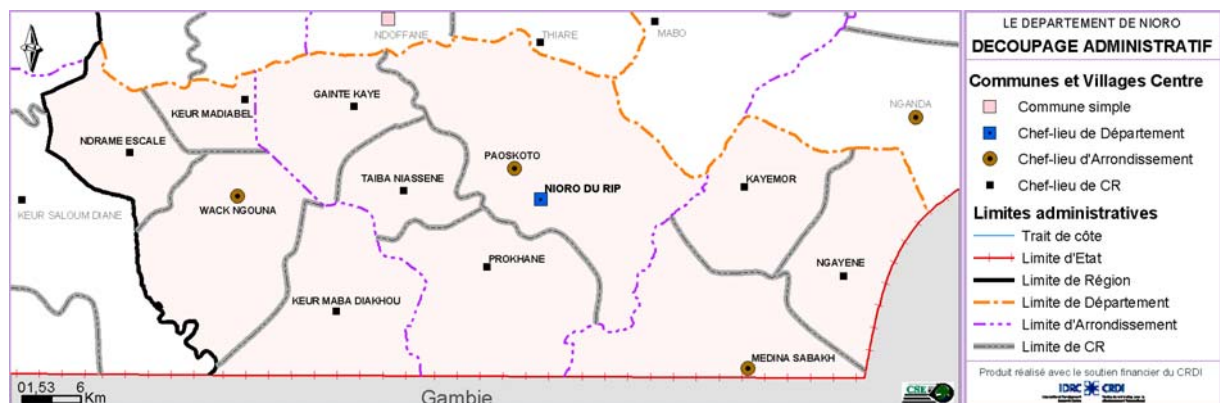 NDOFFANE
THIARE
MABO
NGANDA
KEUR MADIABEL
GAINTE KAYE
NDRAME ESCALE
PAOSKOTO
TAIBA NIASSENE
NIORO DU RIP
KAYEMOR
KEUR SALOUM DIANE
WACK NGOUNA
PROKHANE
NGAYENE
KEUR MABA DIAKHOU
MEDINA SABAKH
01,53 6
Km
Gambie
CSE
LE DEPARTEMENT DE NIORO
DECOUPAGE ADMINISTRATIF
Communes et Villages Centre
Commune simple
Chef-lieu de Département
Chef-lieu d'Arrondissement
Chef-lieu de CR
Limites administratives
Trait de côte
Limite d'Etat
Limite de Région
Limite de Département
Limite d'Arrondissement
Limite de CR
Produit réalisé avec le soutien financier du CRDI
IDRC CRDI